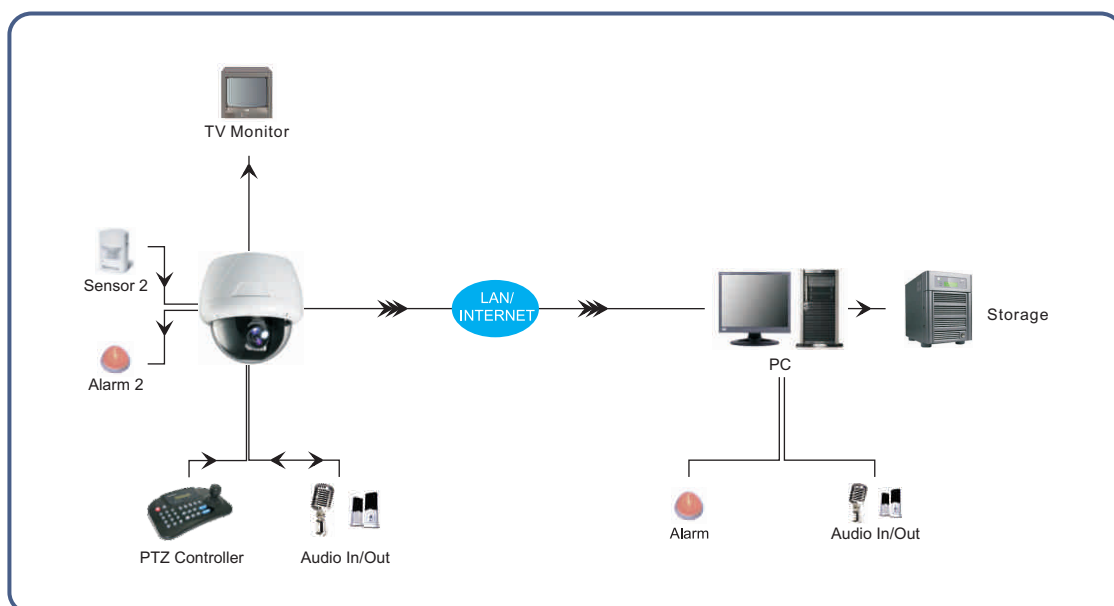 TV Monitor
Sensor 2
Alarm 2
LAN/
INTERNET
PC
Storage
PTZ Controller
Audio In/Out
Alarm
Audio In/Out